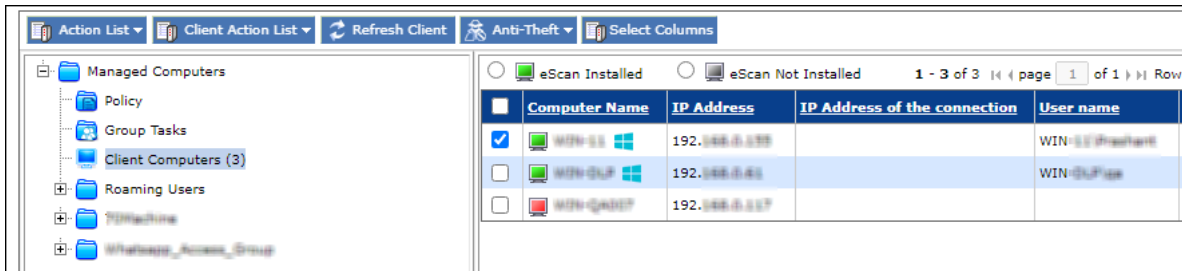 Action List Client Action List Refresh Client Anti-Theft Select Columns
Managed Computers
Policy
Group Tasks
Client Computers (3)
Roaming Users
eScan Installed eScan Not Installed 1 - 3 of 3 page 1 of 1 Row
Computer Name IP Address IP Address of the connection User name
192. WIN-
192. WIN-
192.